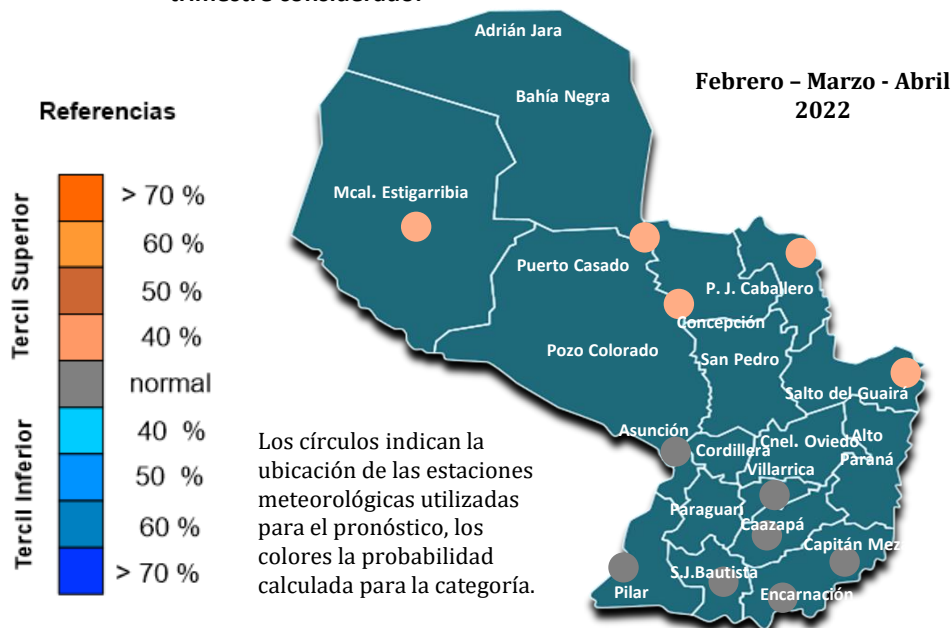 trimestre considerado.
Febrero – Marzo - Abril
2022
Referencias
Tercil Superior
> 70 %
60 %
50 %
40 %
normal
Tercil Inferior
40 %
50 %
60 %
> 70 %
Adrián Jara
Bahía Negra
Mcal. Estigarribia
Puerto Casado
P. J. Caballero
Concepción
Pozo Colorado
San Pedro
Salto del Guairá
Asunción
Cordillera
Cnel. Oviedo
Alto
Paraná
Villarrica
Paraguarí
Caazapá
Capitán Mez
S.J.Bautista
Pilar
Encarnación
Los círculos indican la
ubicación de las estaciones
meteorológicas utilizadas
para el pronóstico, los
colores la probabilidad
calculada para la categoría.